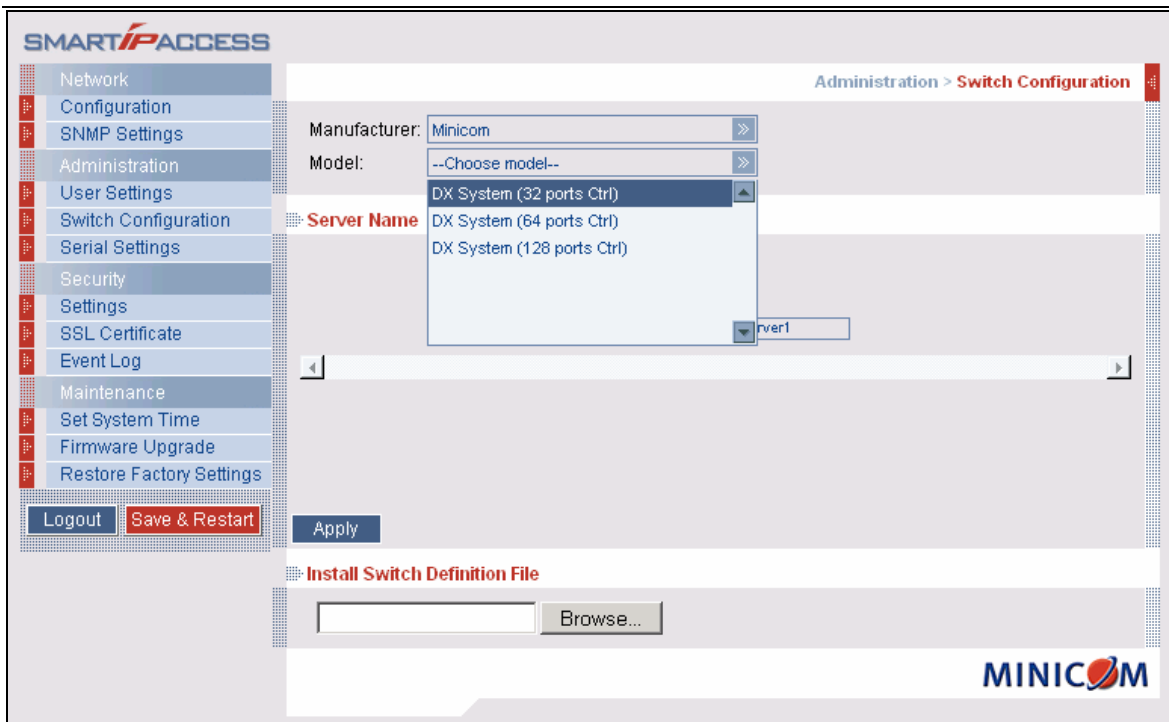 SMART IP ACCESS
Network
Configuration
SNMP Settings
Administration
User Settings
Switch Configuration
Serial Settings
Security
Settings
SSL Certificate
Event Log
Maintenance
Set System Time
Firmware Upgrade
Restore Factory Settings
Logout
Save & Restart
Administration > Switch Configuration
Manufacturer: Minicom
Model: --Choose model--
DX System (32 ports Ctrl)
DX System (64 ports Ctrl)
DX System (128 ports Ctrl)
Server Name
rver1
Apply
Install Switch Definition File
Browse...
MINICOM